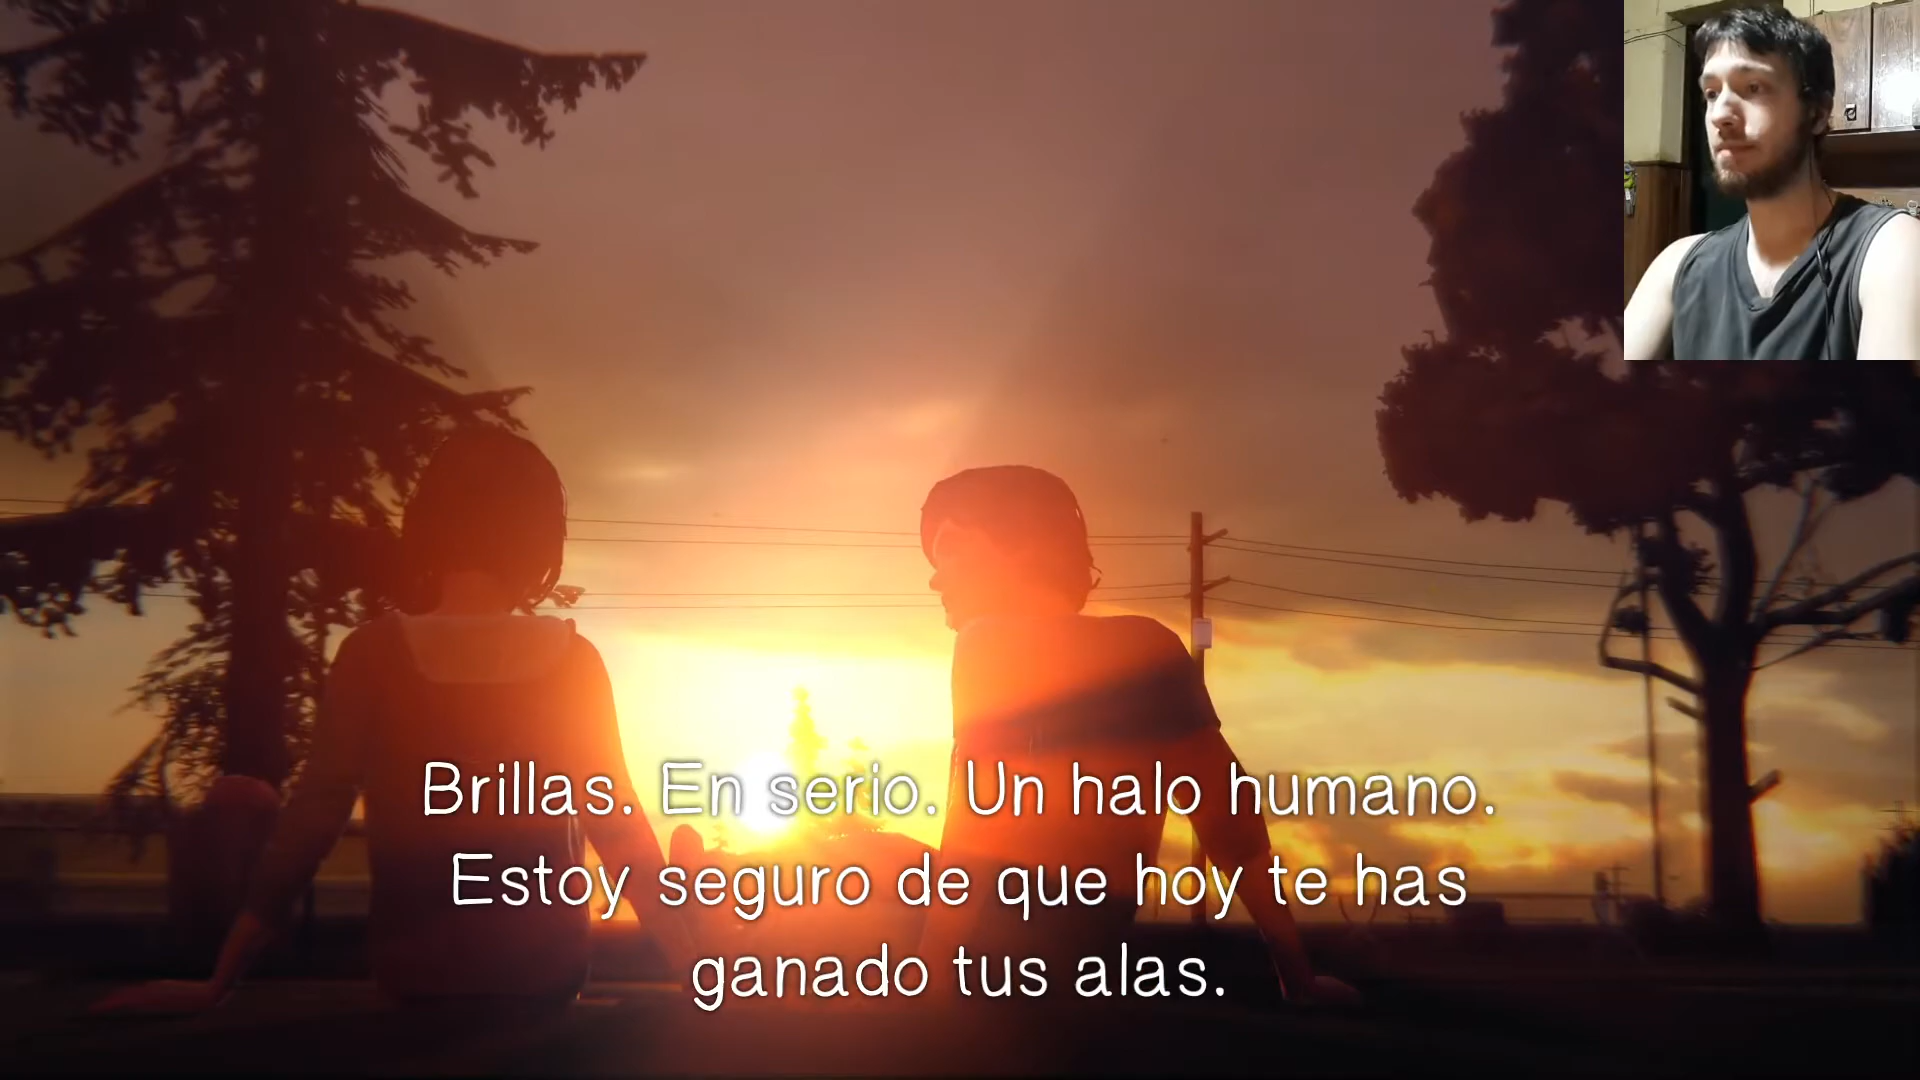 Brillas. En serio. Un halo humano.
Estoy seguro de que hoy te has
ganado tus alas.